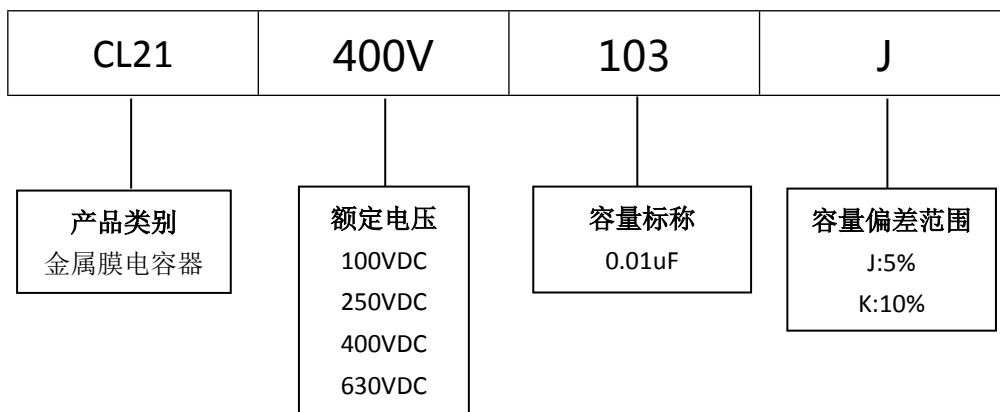 CL21 400V 103 J
产品类别
金属膜电容器
额定电压
100VDC
250VDC
400VDC
630VDC
容量标称
0.01uF
容量偏差范围
J:5%
K:10%